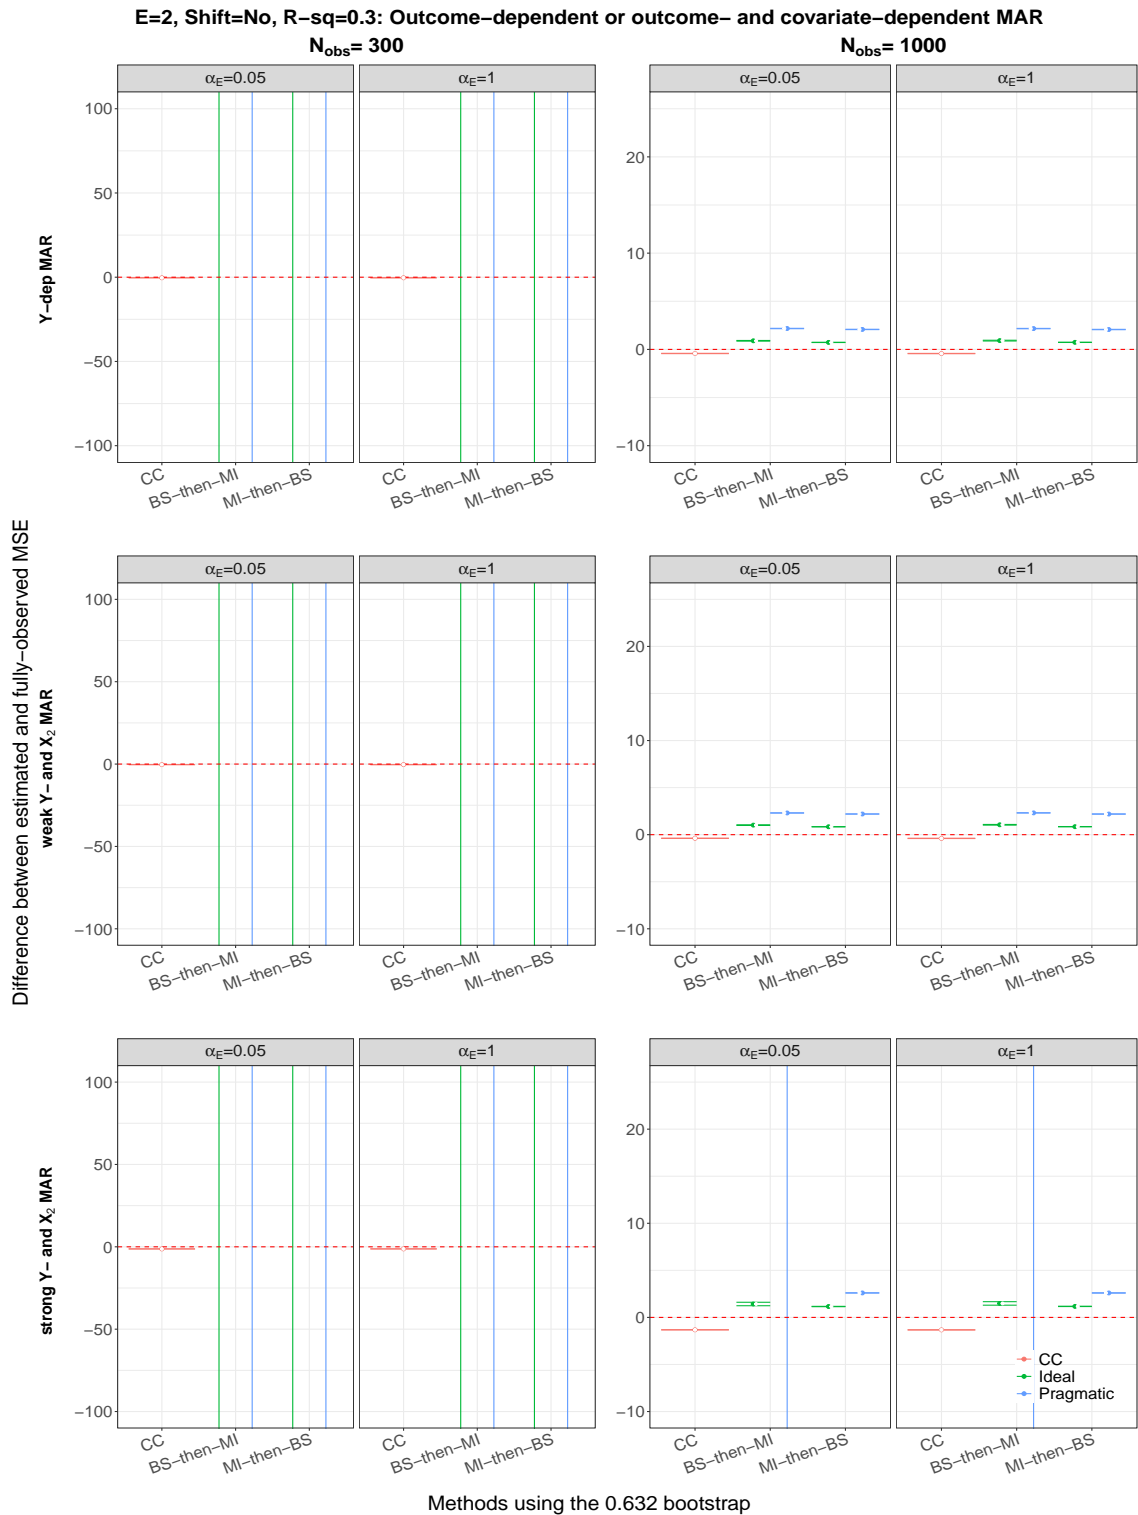 E=2, Shift=No, R−sq=0.3: Outcome−dependent or outcome− and covariate−dependent MAR
Nobs= 300
Nobs= 1000
Difference between estimated and fully−observed MSE
Y−dep MAR
αE=0.05
αE=1
αE=0.05
αE=1
100
50
0
−50
−100
20
10
0
−10
CC
BS−then−MI
MI−then−BS
CC
BS−then−MI
MI−then−BS
CC
BS−then−MI
MI−then−BS
CC
BS−then−MI
MI−then−BS
weak Y− and X2 MAR
αE=0.05
αE=1
αE=0.05
αE=1
100
50
0
−50
−100
20
10
0
−10
CC
BS−then−MI
MI−then−BS
CC
BS−then−MI
MI−then−BS
CC
BS−then−MI
MI−then−BS
CC
BS−then−MI
MI−then−BS
strong Y− and X2 MAR
αE=0.05
αE=1
αE=0.05
αE=1
100
50
0
−50
−100
20
10
0
−10
CC
Ideal
Pragmatic
CC
BS−then−MI
MI−then−BS
CC
BS−then−MI
MI−then−BS
CC
BS−then−MI
MI−then−BS
CC
BS−then−MI
MI−then−BS
Methods using the 0.632 bootstrap